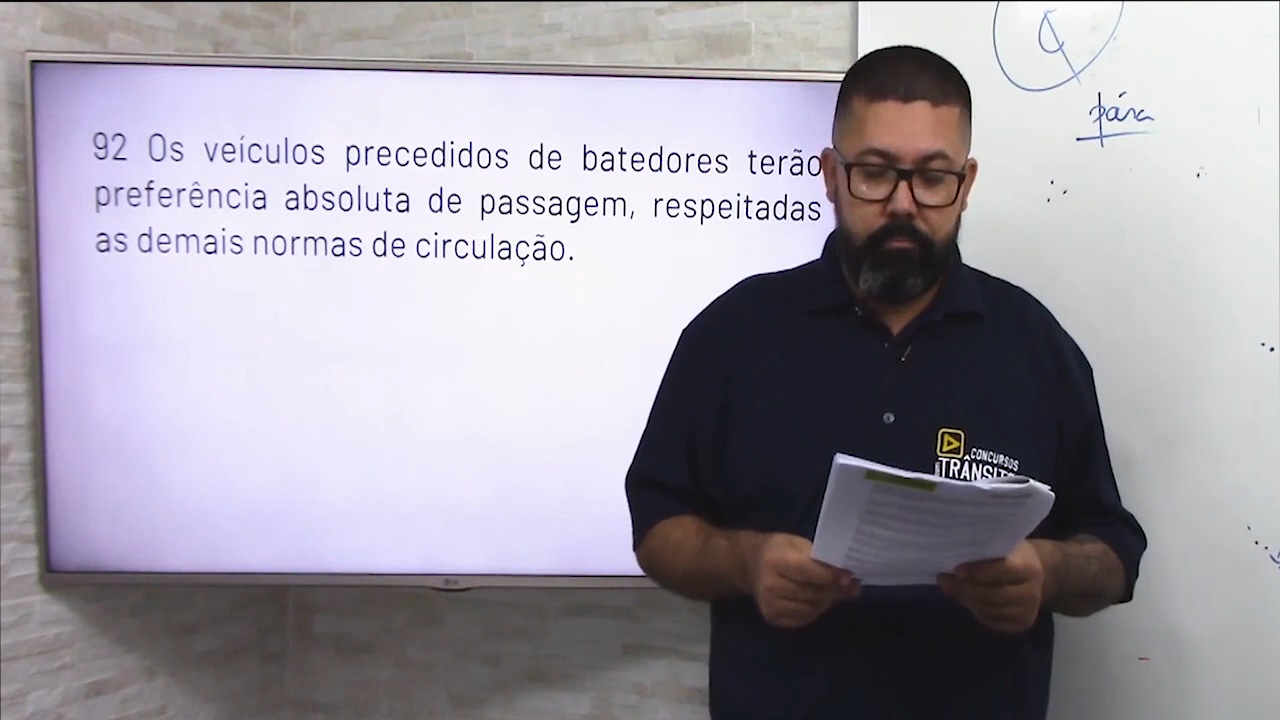 92 Os veículos precedidos de batedores terão
preferência absoluta de passagem, respeitadas
as demais normas de circulação.
pára
CONCURSOS
TRÂNSITO
LG